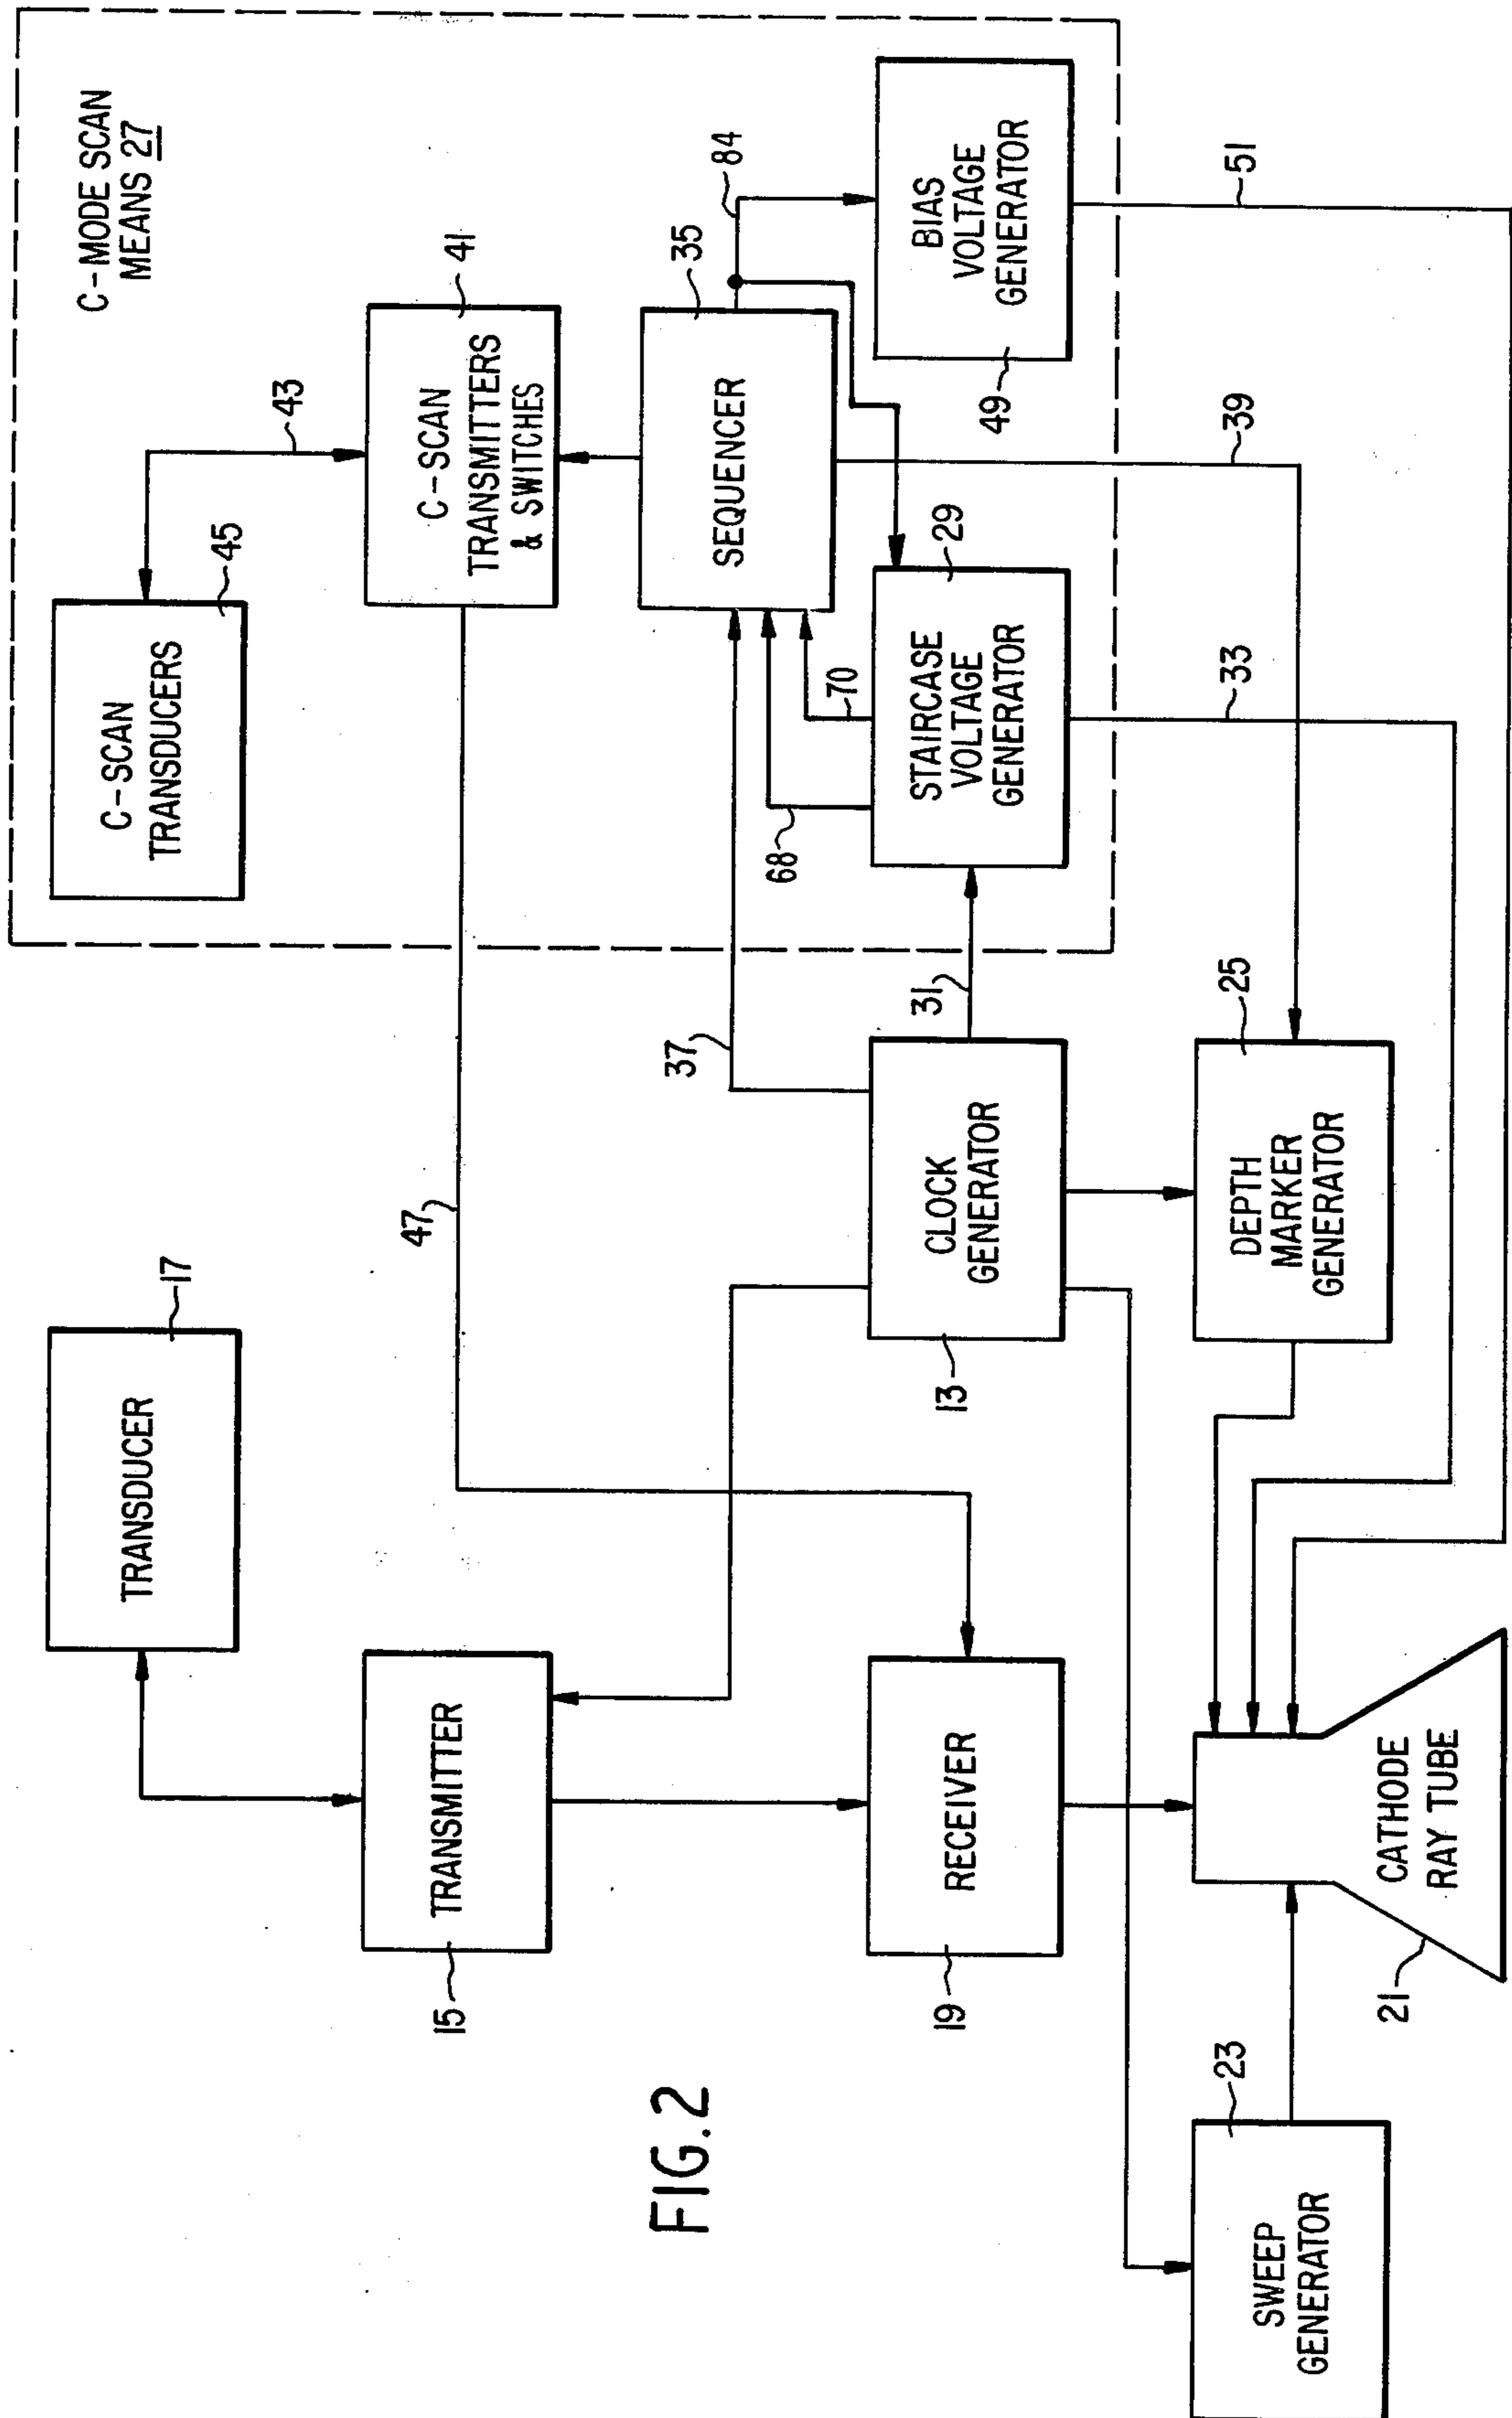 FIG.2
C-MODE SCAN
MEANS 27
TRANSDUCER
17
C-SCAN
TRANSDUCERS
45
43
TRANSMITTER
15
47
C-SCAN
TRANSMITTERS
& SWITCHES
41
37
SEQUENCER
35
84
68
70
RECEIVER
19
CLOCK
GENERATOR
13
31
STAIRCASE
VOLTAGE
GENERATOR
29
BIAS
VOLTAGE
GENERATOR
49
SWEEP
GENERATOR
23
CATHODE
RAY TUBE
21
DEPTH
MARKER
GENERATOR
25
33
39
51